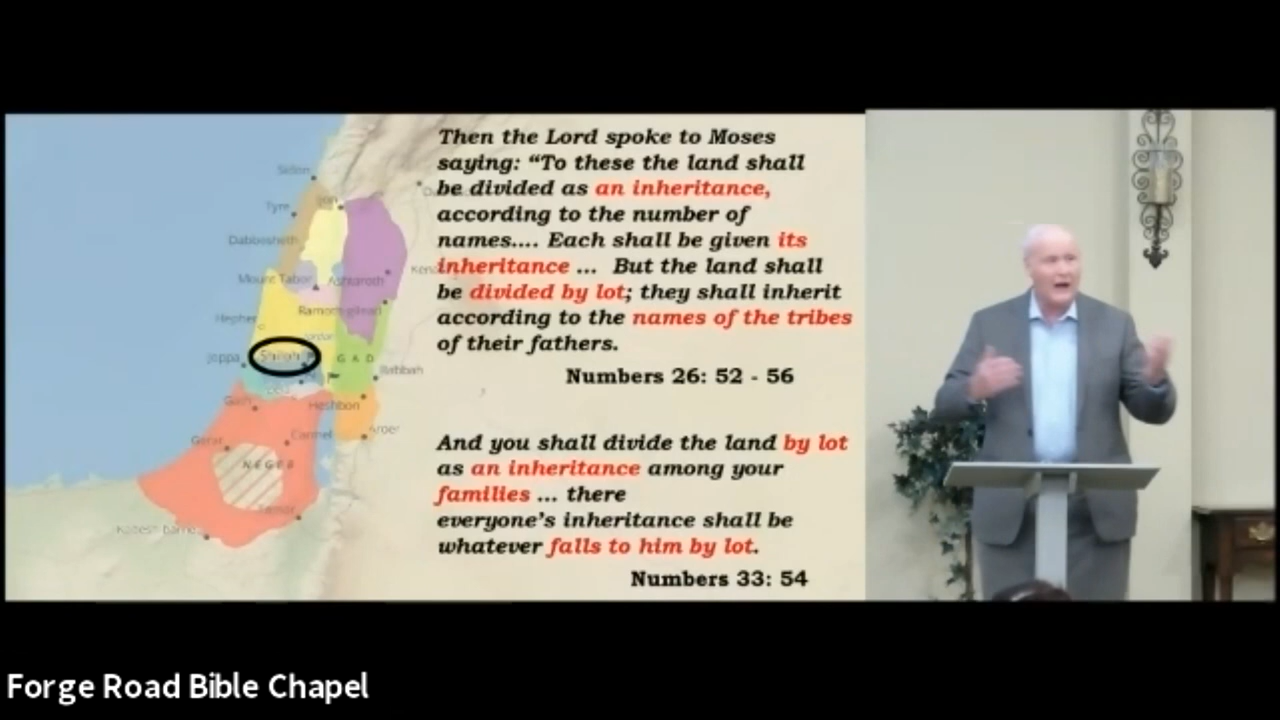 Then the Lord spoke to Moses
saying: “To these the land shall
be divided as an inheritance,
according to the number of
names.... Each shall be given its
inheritance ... But the land shall
be divided by lot; they shall inherit
according to the names of the tribes
of their fathers.
Numbers 26: 52 - 56
And you shall divide the land by lot
as an inheritance among your
families ... there
everyone’s inheritance shall be
whatever falls to him by lot.
Numbers 33: 54
Sidon
Tyre
Dabbesheth
Mount Tabor
Ashtaroth
Ramoth-gilead
Hepher
Joppa
Shiloh
GAD
Rabbah
Heshbon
Gath
Carmel
Aroer
Gerar
NEGEB
Tamar
Forge Road Bible Chapel